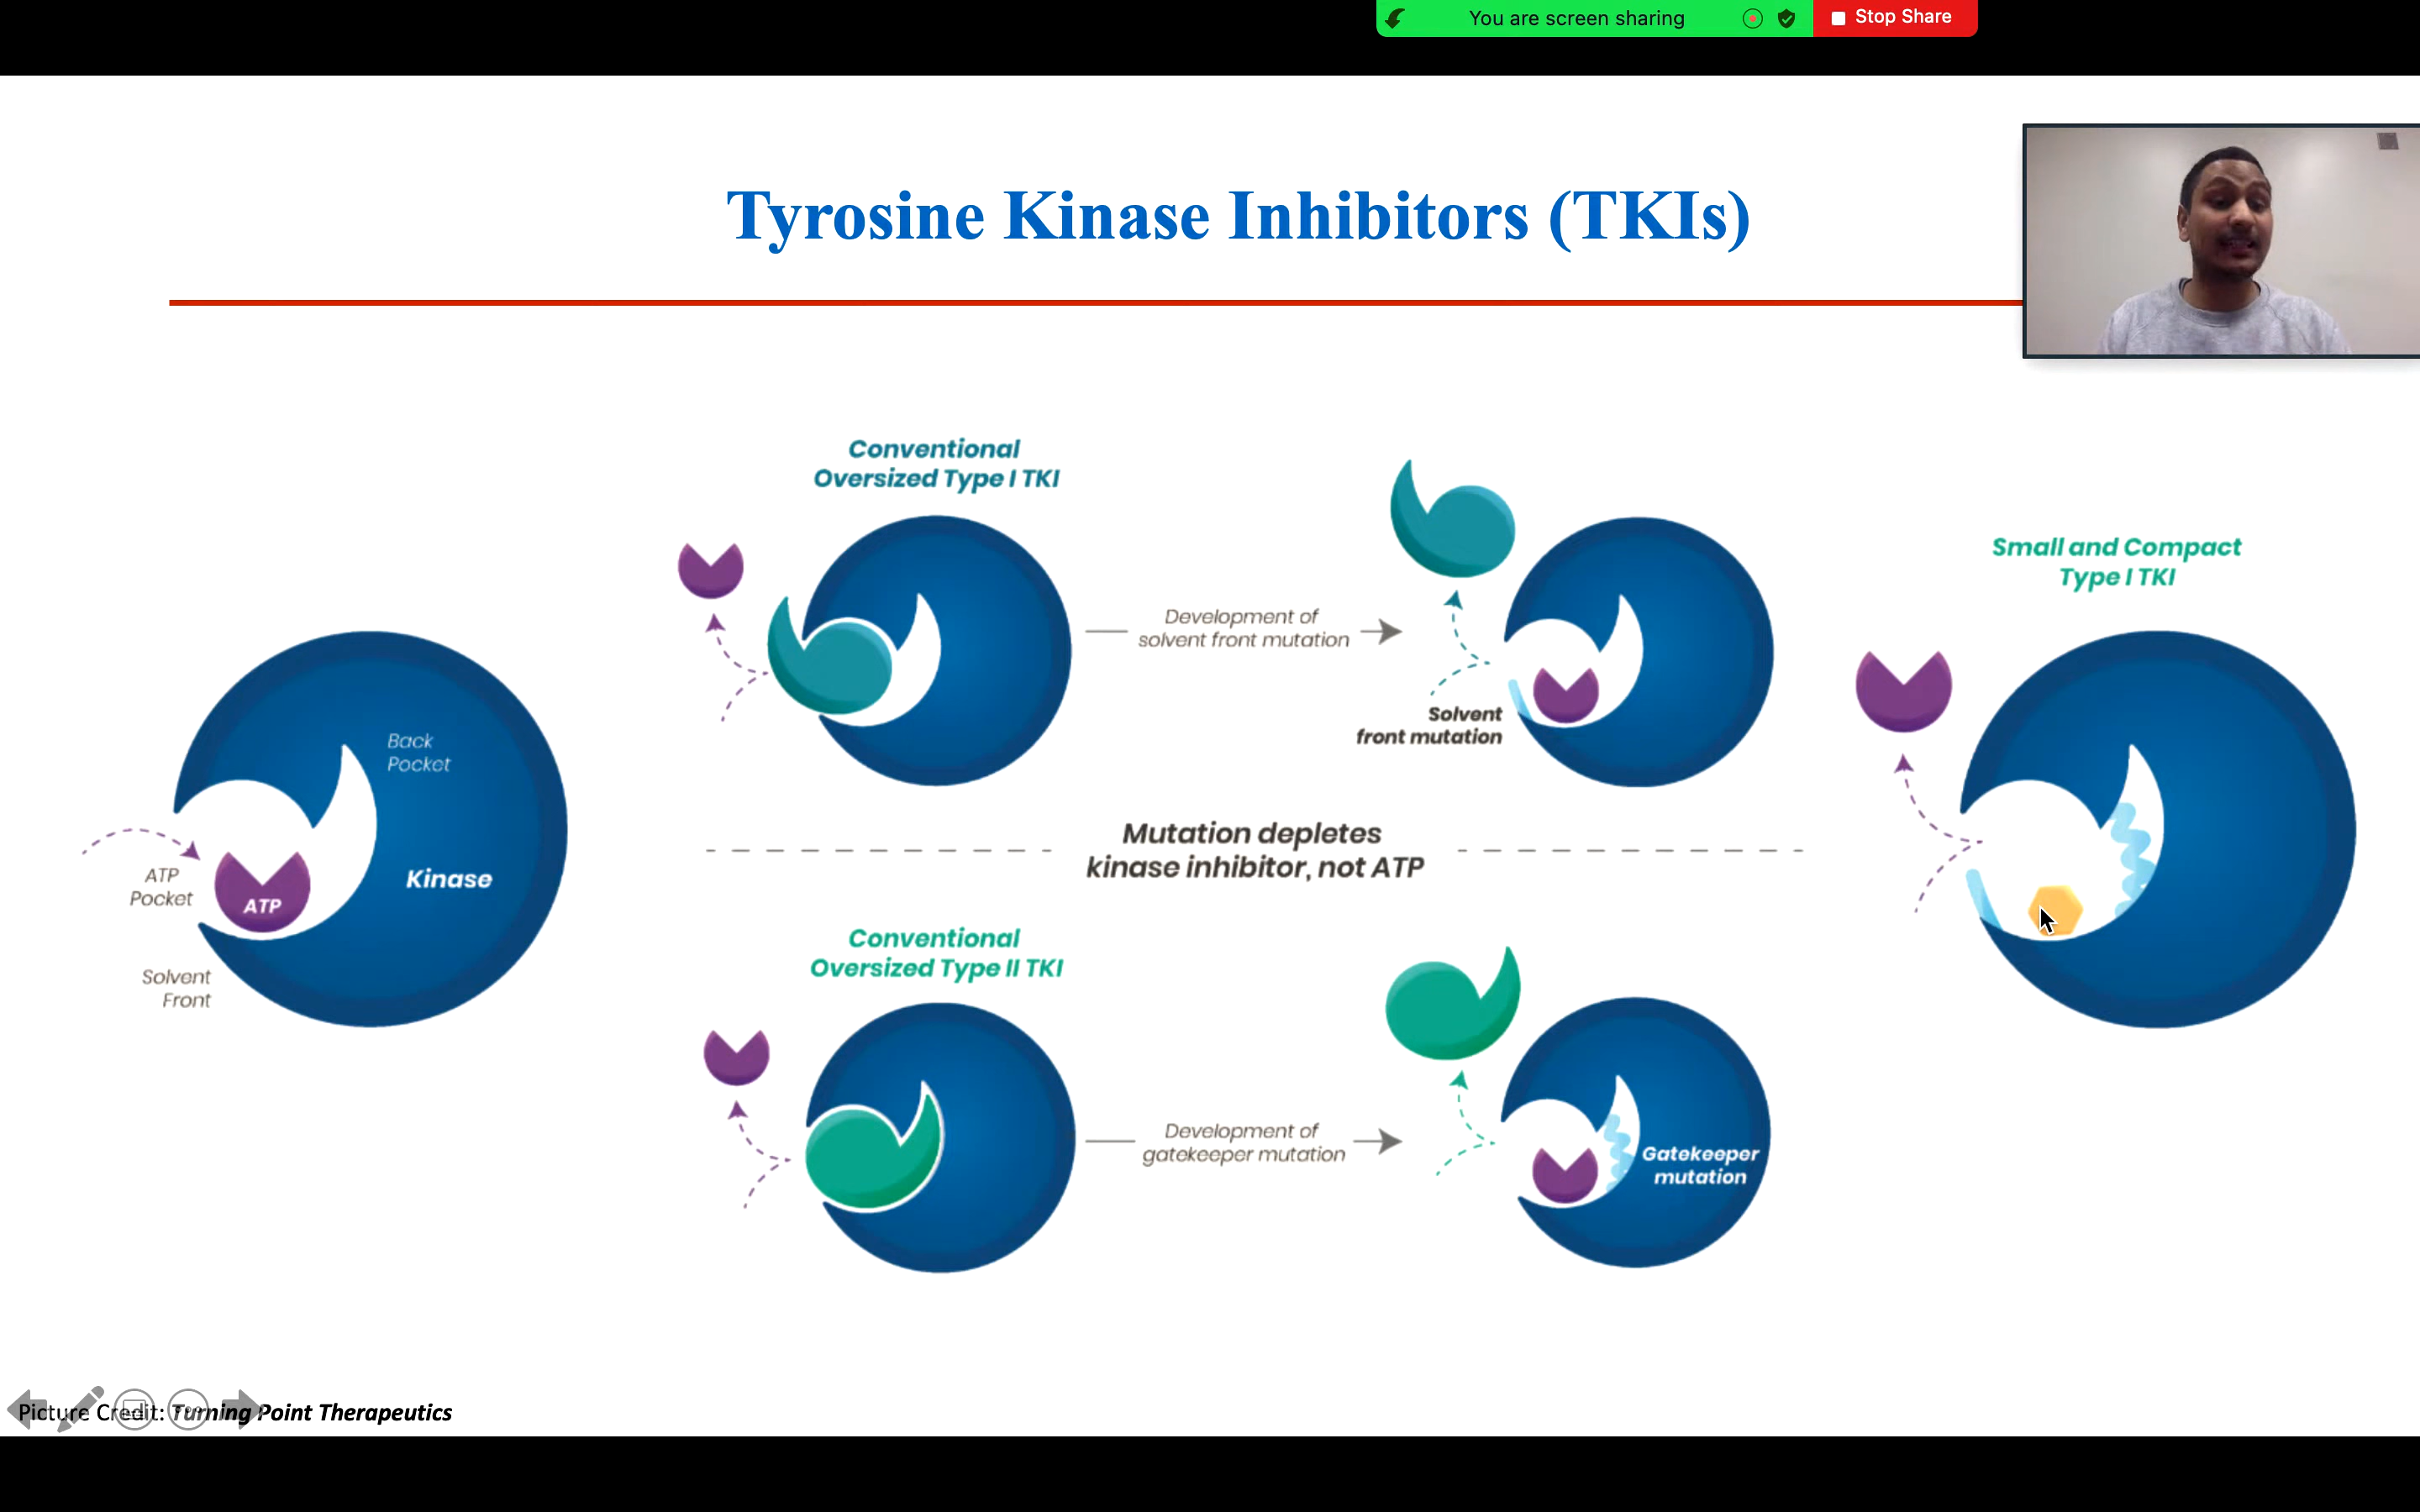 You are screen sharing
Stop Share
Tyrosine Kinase Inhibitors (TKIs)
Back
Pocket
ATP
Pocket
ATP
Kinase
Solvent
Front
Conventional
Oversized Type I TKI
Development of
solvent front mutation
Solvent
front mutation
Mutation depletes
kinase inhibitor, not ATP
Conventional
Oversized Type II TKI
Development of
gatekeeper mutation
Gatekeeper
mutation
Small and Compact
Type I TKI
Picture Credit: Turning Point Therapeutics